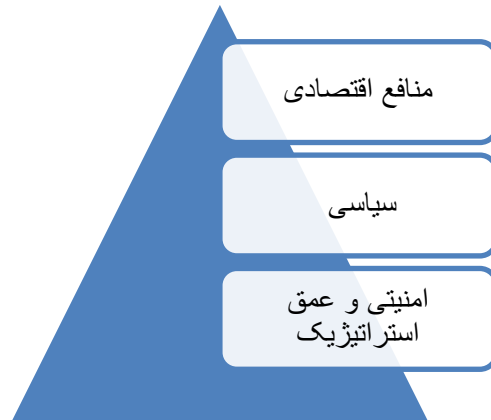 منافع اقتصادی
سیاسی
امنیتی و عمق
استراتیژیک